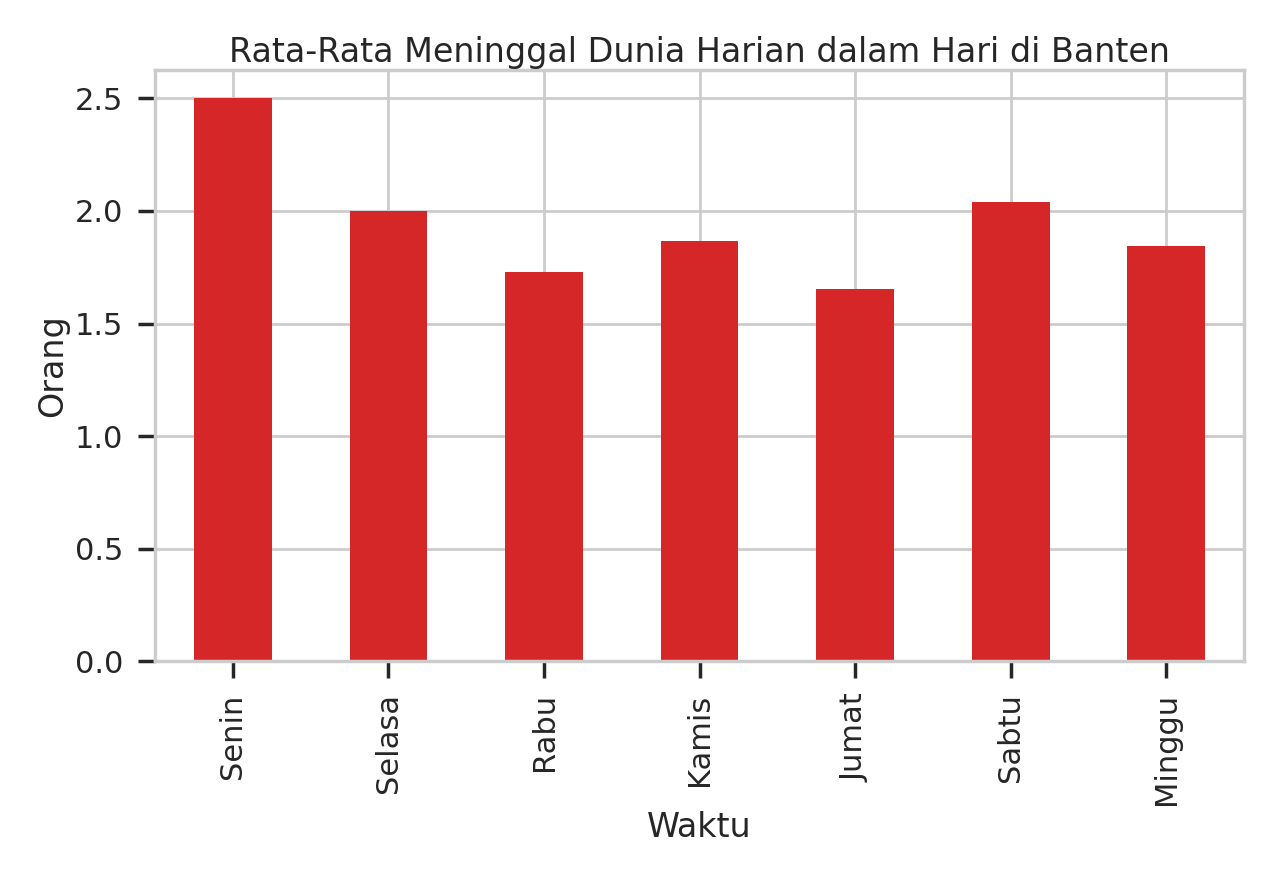 Rata-Rata Meninggal Dunia Harian dalam Hari di Banten
2.5
2.0
1.5
1.0
0.5
0.0
Orang
Senin
Selasa
Rabu
Kamis
Jumat
Sabtu
Minggu
Waktu